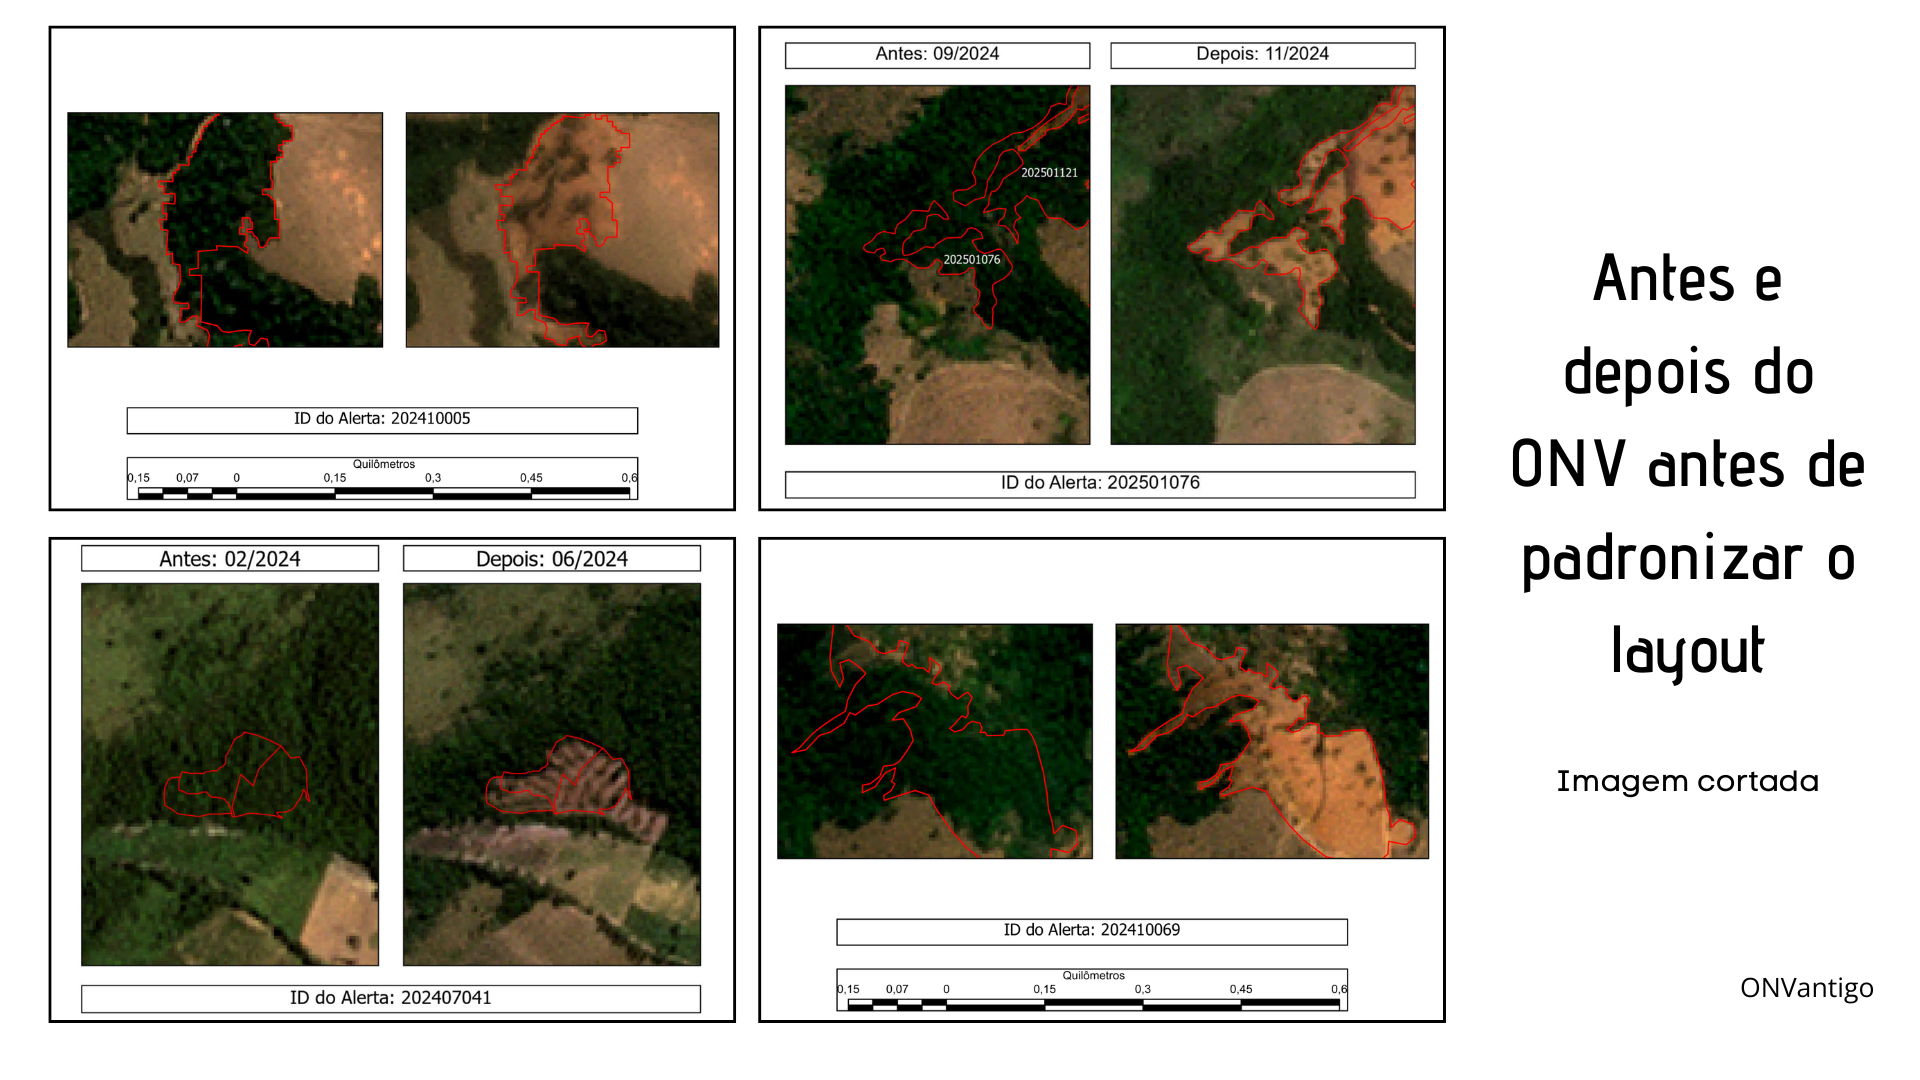 ID do Alerta: 202410005
Quilômetros
0,15 0,07 0 0,15 0,3 0,45 0,6
Antes: 09/2024
Depois: 11/2024
202501121
202501076
ID do Alerta: 202501076
Antes: 02/2024
Depois: 06/2024
ID do Alerta: 202407041
ID do Alerta: 202410069
Quilômetros
0,15 0,07 0 0,15 0,3 0,45 0,6
Antes e
depois do
ONV antes de
padronizar o
layout
Imagem cortada
ONVantigo